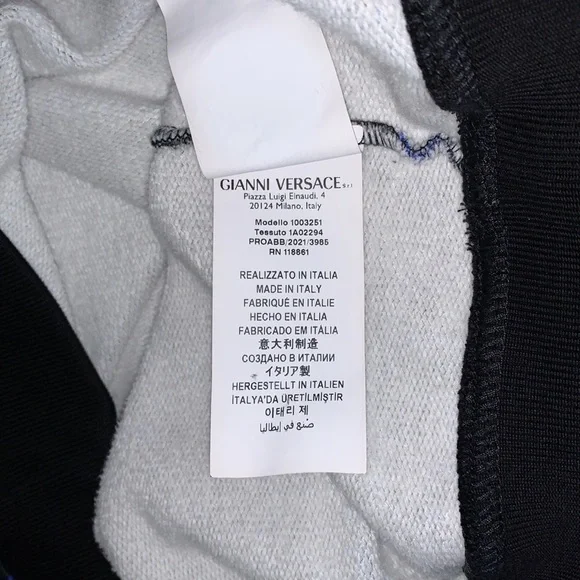 GIANNI VERSACE S.r.l
Piazza Luigi Einaudi, 4
20124 Milano, Italy
Modello 1003251
Tessuto 1A02294
PROABB/2021/3985
RN 118661
REALIZZATO IN ITALIA
MADE IN ITALY
FABRIQUÉ EN ITALIE
HECHO EN ITALIA
FABRICADO EM ITÁLIA
意大利制造
СОЗДАНО В ИТАЛИИ
イタリア製
HERGESTELLT IN ITALIEN
İTALYA'DA ÜRETİLMİŞTİR
이태리 제
صنع في إيطاليا